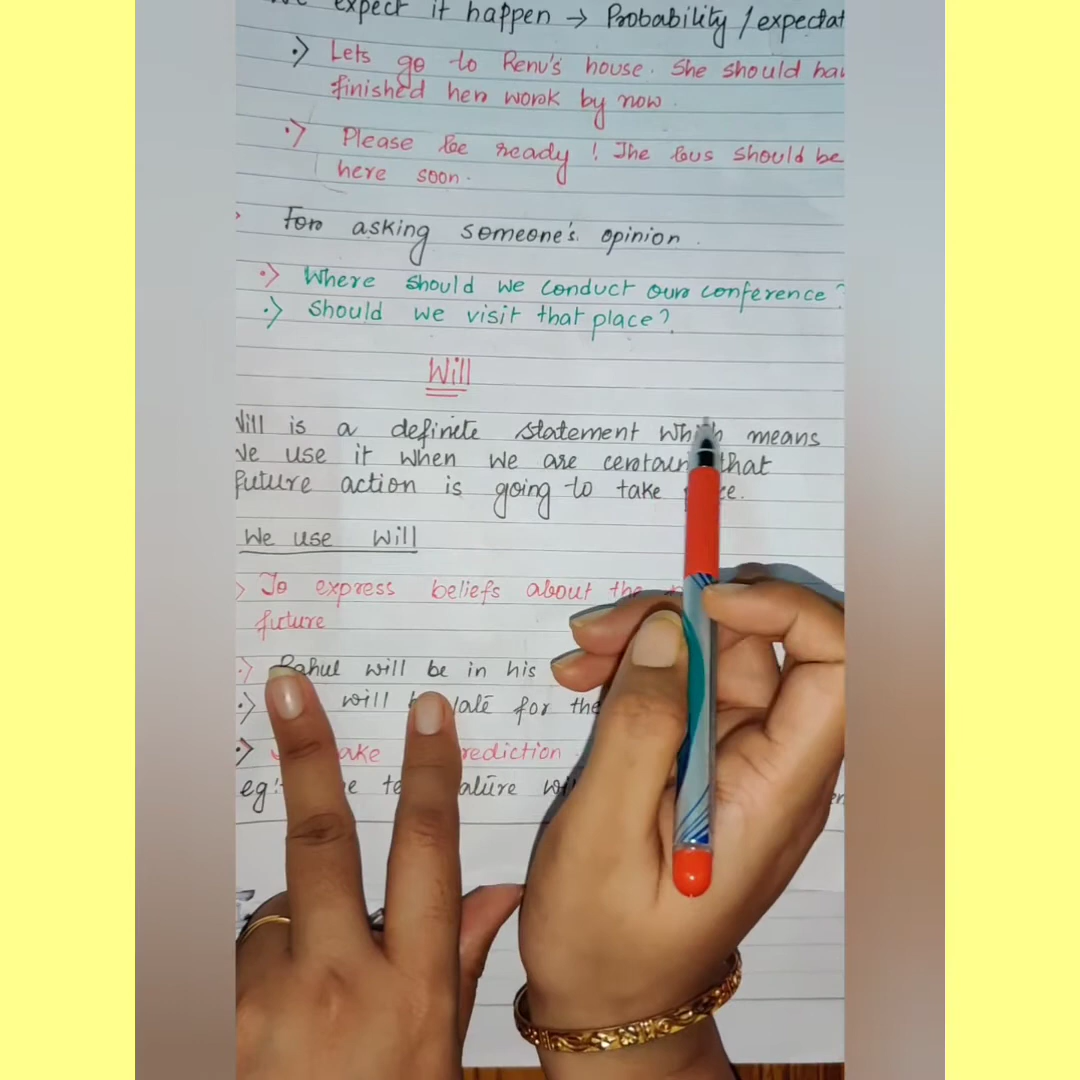 expect it happen → Probability / expectat
•> Lets go to Renu's house. She should ha
finished her work by now.
•> Please be ready ! The bus should be
here soon.
> For asking someone's opinion.
•> Where should we conduct our conference?
•> Should we visit that place?
Will
Will is a definite statement which means
We use it when we are certain that
future action is going to take
We use Will
> To express beliefs about the
future
•> Rahul will be in his
•> will late for the
•>
eg: